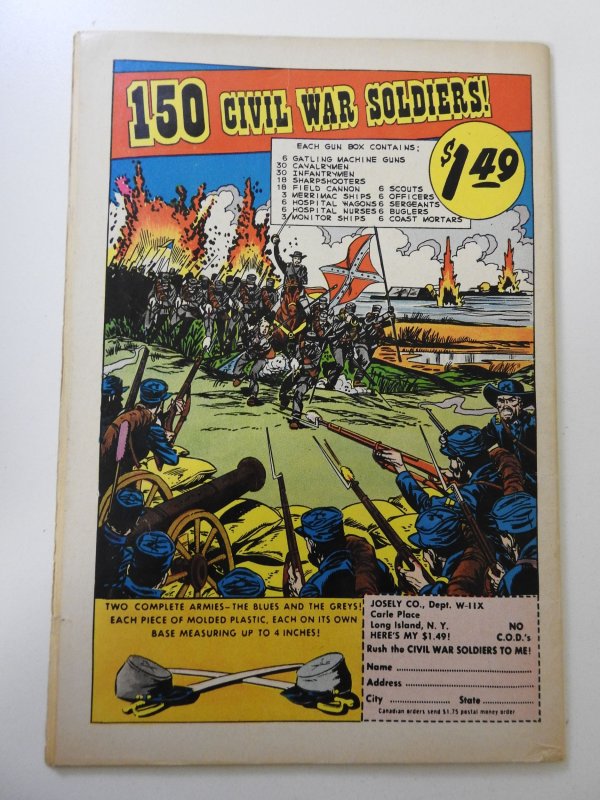 150 CIVIL WAR SOLDIERS!
$1.49
EACH GUN BOX CONTAINS:
6 GATLING MACHINE GUNS
30 CAVALRYMEN
30 INFANTRYMEN
18 SHARPSHOOTERS
18 FIELD CANNON 6 SCOUTS
3 MERRIMAC SHIPS 6 OFFICERS
6 HOSPITAL WAGONS 6 SERGEANTS
6 HOSPITAL NURSES 6 BUGLERS
3 MONITOR SHIPS 6 COAST MORTARS
TWO COMPLETE ARMIES—THE BLUES AND THE GREYS!
EACH PIECE OF MOLDED PLASTIC, EACH ON ITS OWN
BASE MEASURING UP TO 4 INCHES!
JOSELY CO., Dept. W-11X
Carle Place
Long Island, N. Y. NO
HERE'S MY $1.49! C.O.D.'s
Rush the CIVIL WAR SOLDIERS TO ME!
Name
Address
City State
Canadian orders send $1.75 postal money order